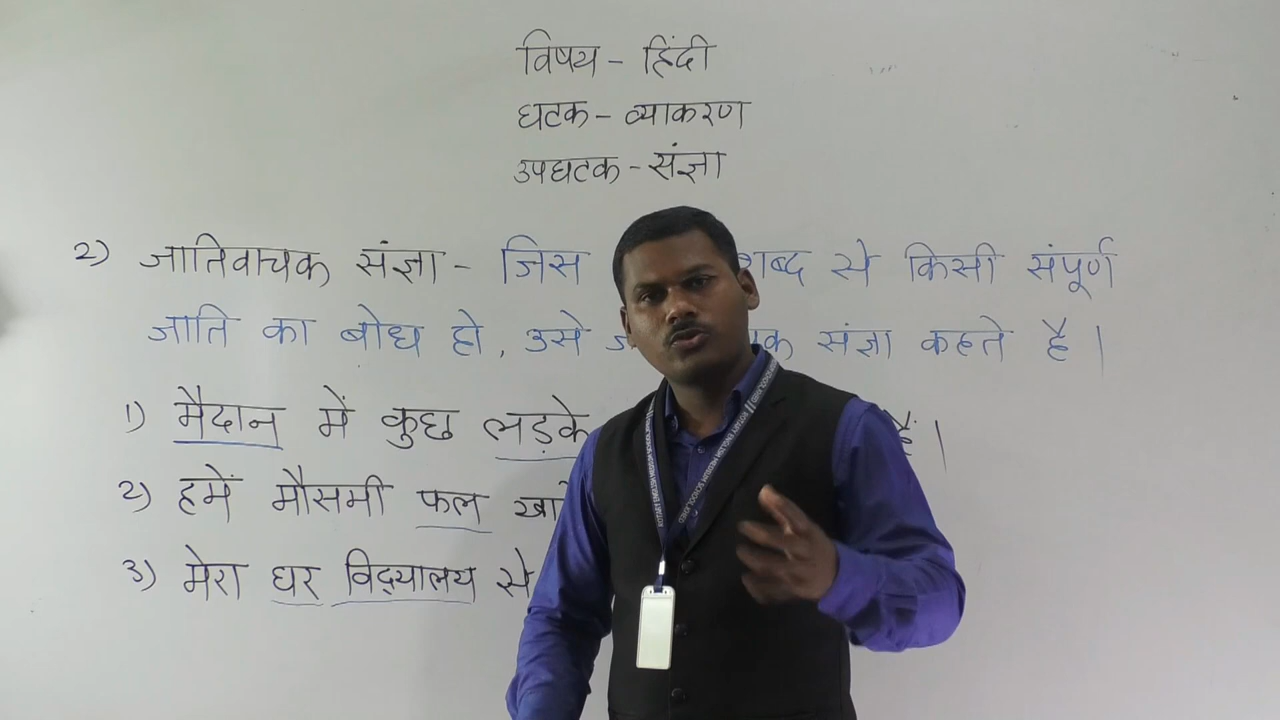 विषय - हिंदी
घटक - व्याकरण
उपघटक - संज्ञा
2) जातिवाचक संज्ञा - जिस शब्द से किसी संपूर्ण
जाति का बोध हो, उसे संज्ञा कहते है।
1) मैदान में कुछ लड़के हैं।
2) हमें मौसमी फल
3) मेरा घर विद्यालय से